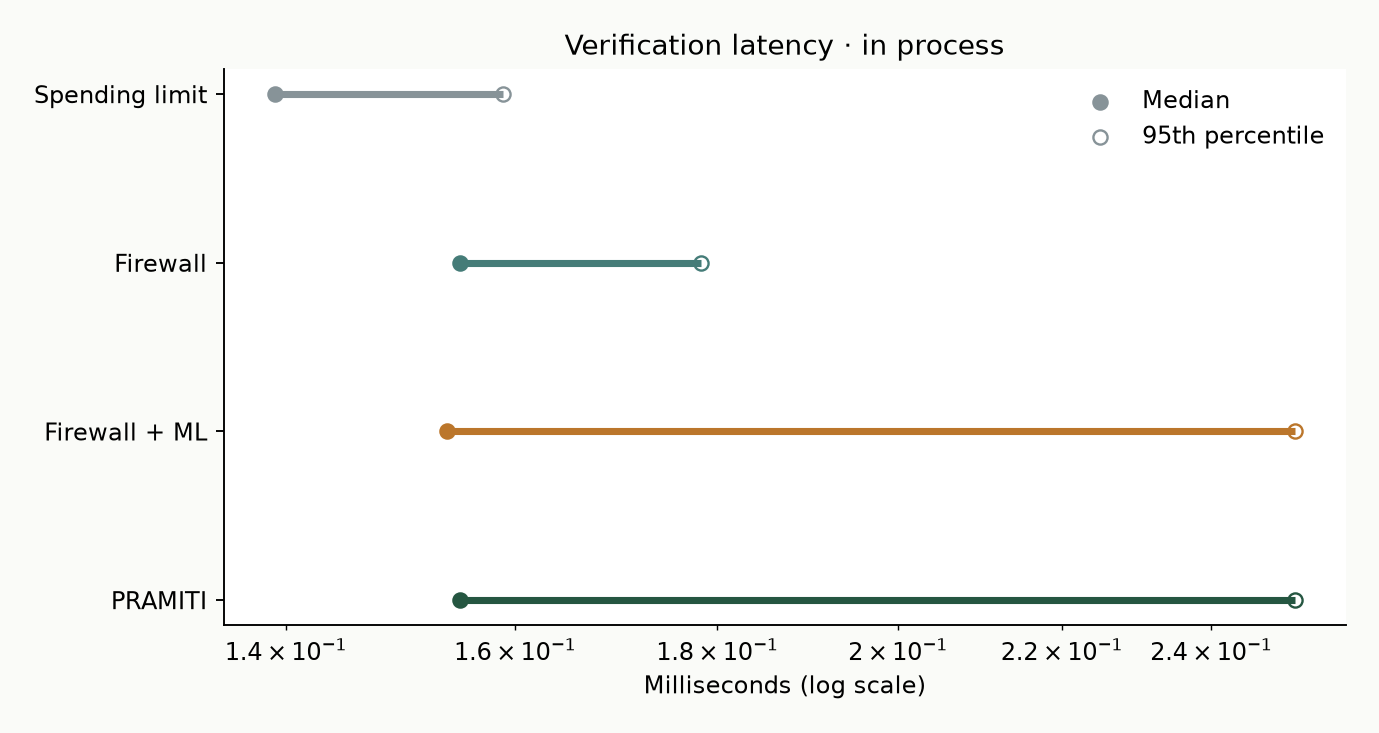 Verification latency · in process
Spending limit
Median
95th percentile
Firewall
Firewall + ML
PRAMITI
1.4 × 10⁻¹ 1.6 × 10⁻¹ 1.8 × 10⁻¹ 2 × 10⁻¹ 2.2 × 10⁻¹ 2.4 × 10⁻¹
Milliseconds (log scale)